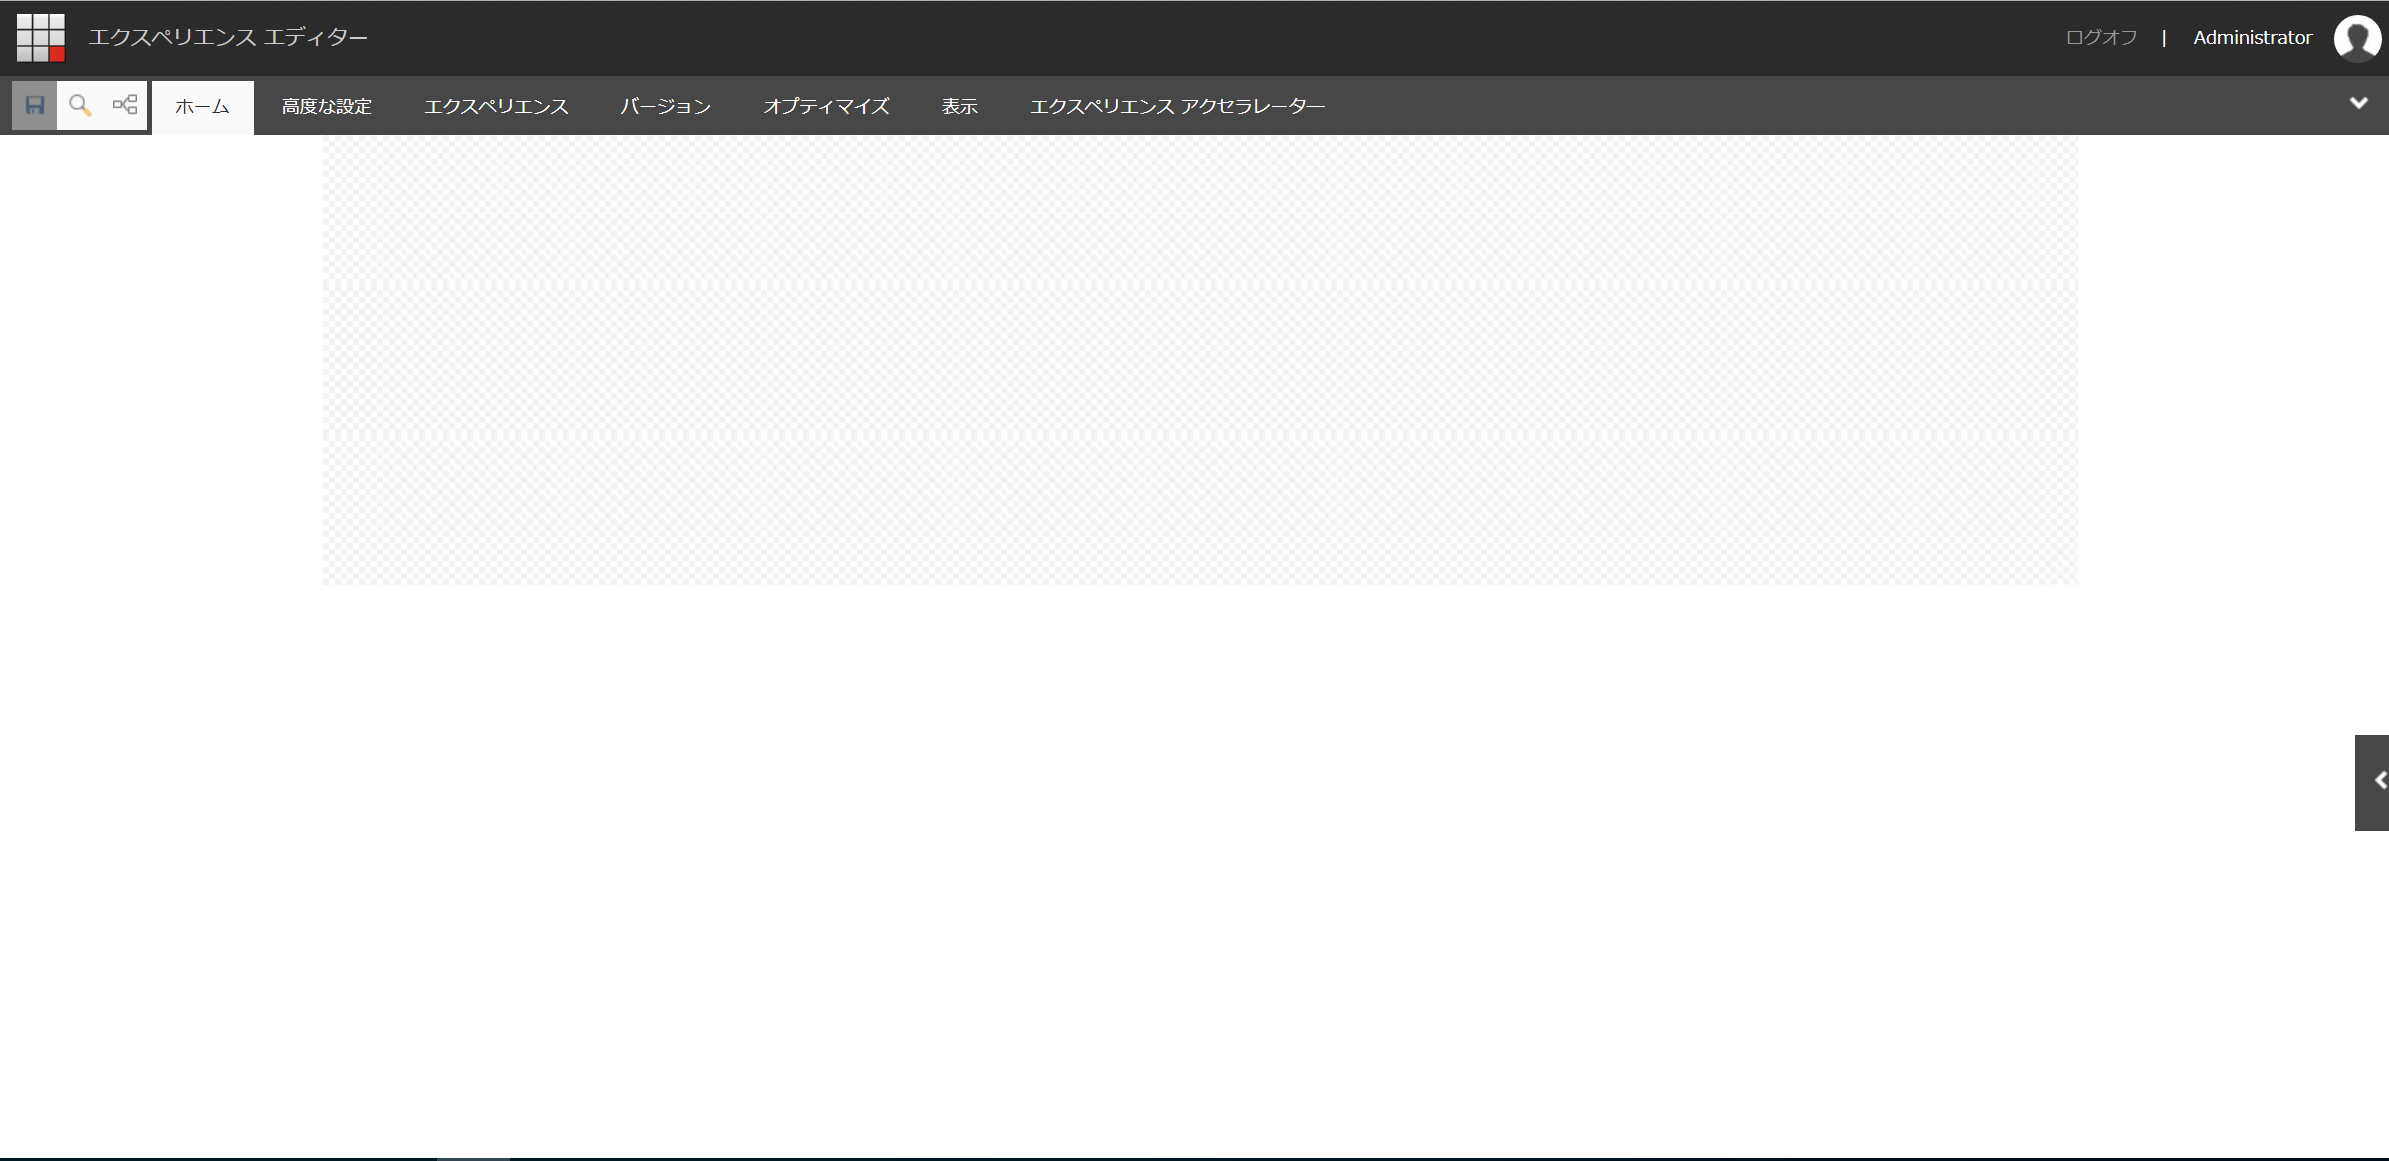 エクスペリエンス エディター
ログオフ | Administrator
ホーム 高度な設定 エクスペリエンス バージョン オプティマイズ 表示 エクスペリエンス アクセラレーター